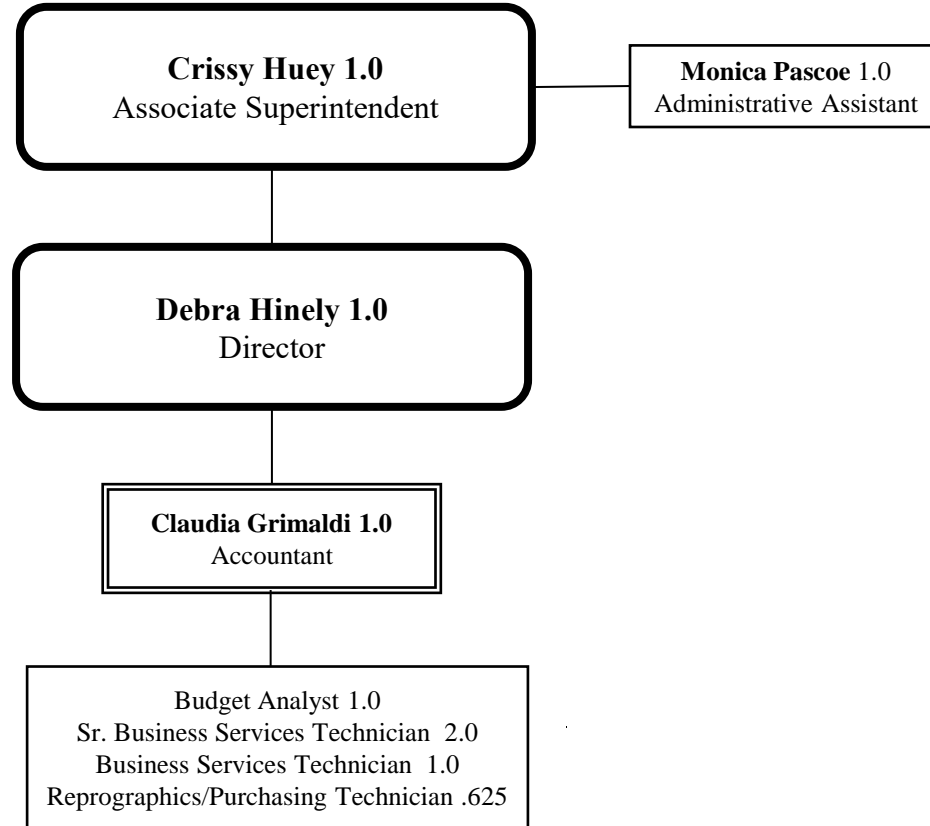 Crissy Huey 1.0
Associate Superintendent
Monica Pascoe 1.0
Administrative Assistant
Debra Hinely 1.0
Director
Claudia Grimaldi 1.0
Accountant
Budget Analyst 1.0
Sr. Business Services Technician 2.0
Business Services Technician 1.0
Reprographics/Purchasing Technician .625